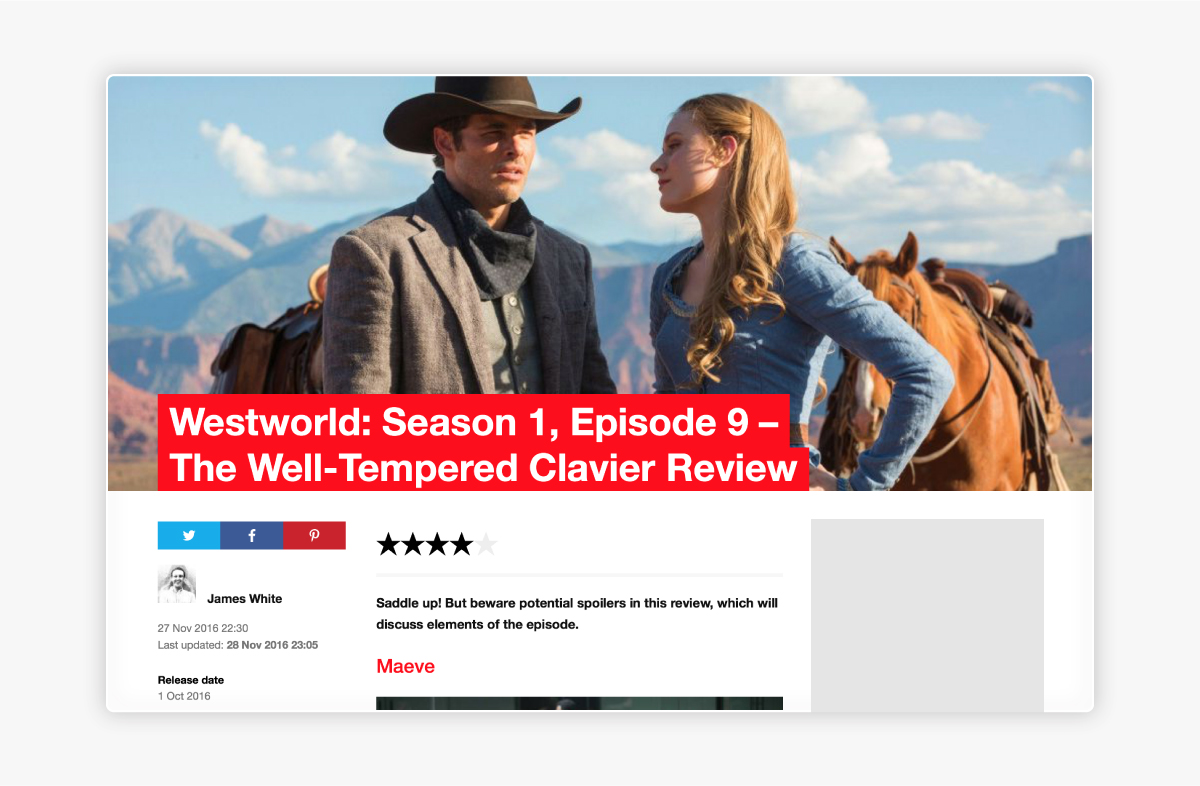 Westworld: Season 1, Episode 9 –
The Well-Tempered Clavier Review
James White
27 Nov 2016 22:30
Last updated: 28 Nov 2016 23:05
Release date
1 Oct 2016
Saddle up! But beware potential spoilers in this review, which will
discuss elements of the episode.
Maeve